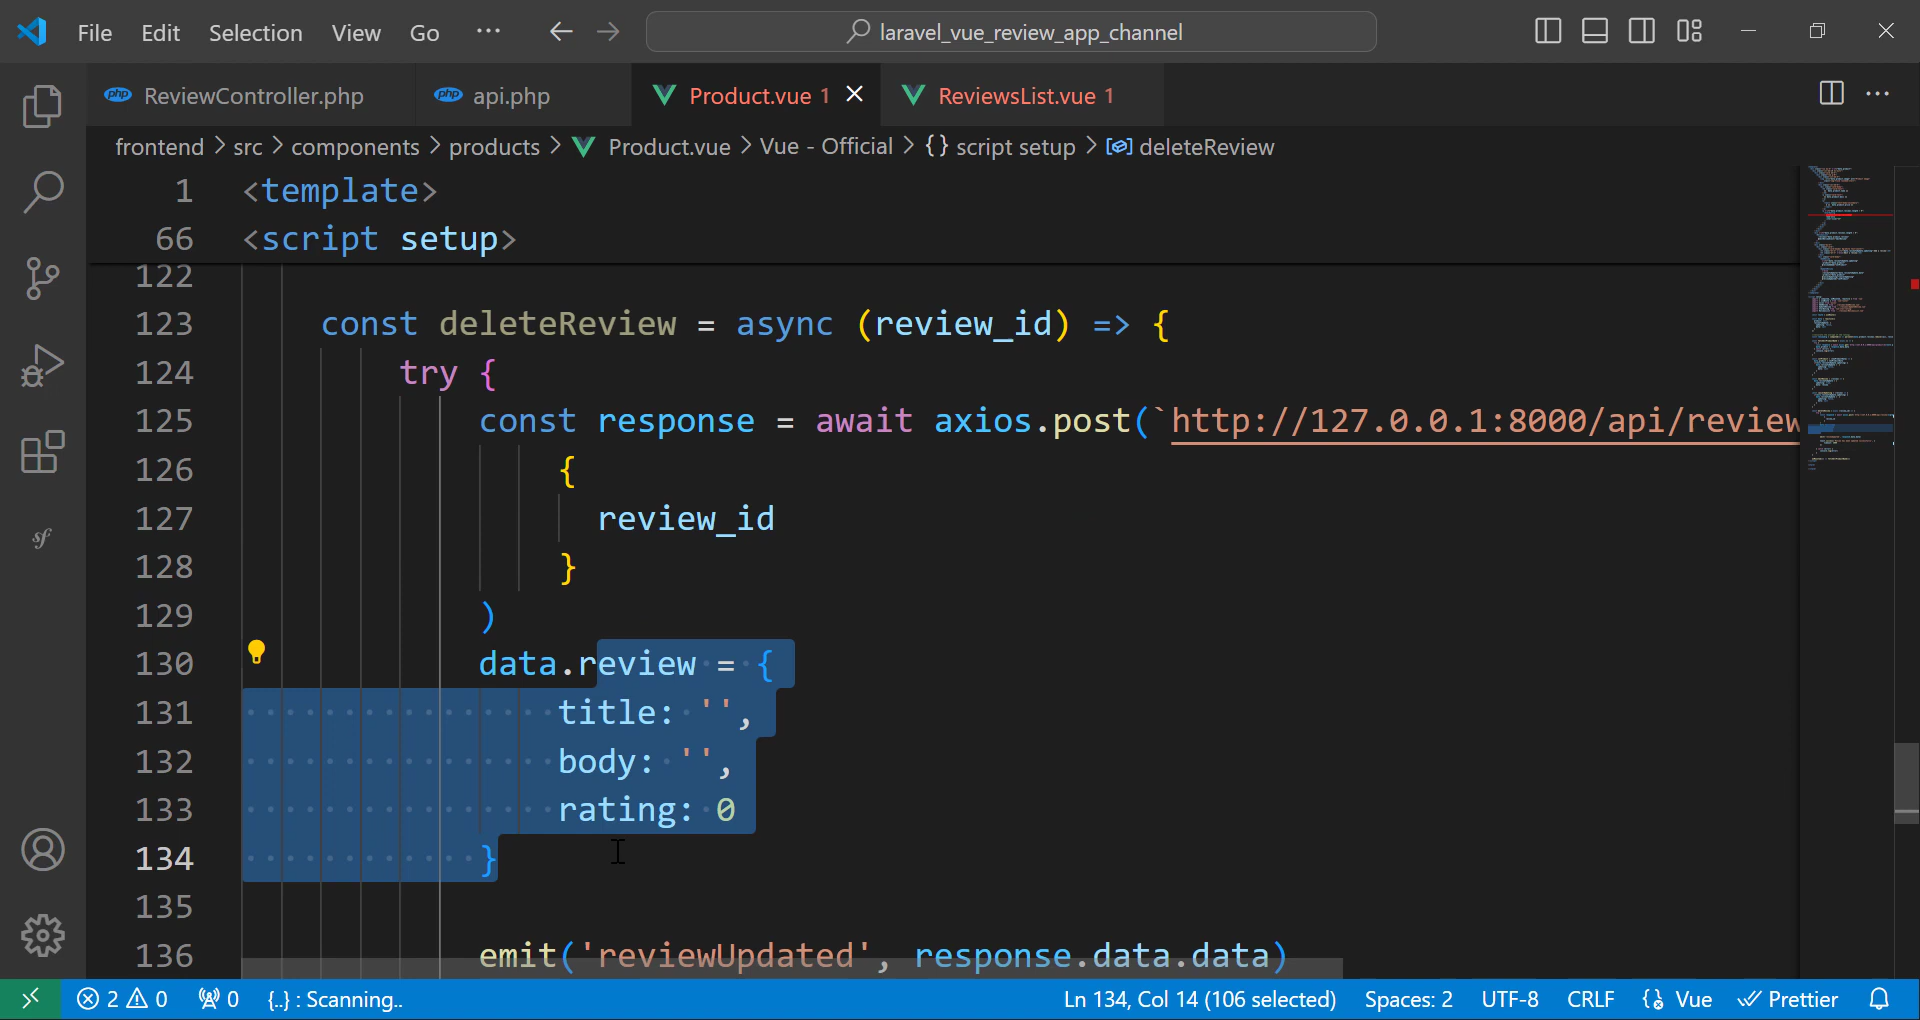 File Edit Selection View Go ··· laravel_vue_review_app_channel
php ReviewController.php php api.php Product.vue 1 ReviewsList.vue 1
frontend > src > components > products > Product.vue > Vue - Official > {} script setup > deleteReview
1 <template>
66 <script setup>
122
123 const deleteReview = async (review_id) => {
124 try {
125 const response = await axios.post(`http://127.0.0.1:8000/api/review
126 {
127 review_id
128 }
129 )
130 data.review = {
131 title: '',
132 body: '',
133 rating: 0
134 }
135
136 emit('reviewUpdated', response.data.data)
2 0 0 {..} : Scanning.. Ln 134, Col 14 (106 selected) Spaces: 2 UTF-8 CRLF Vue Prettier